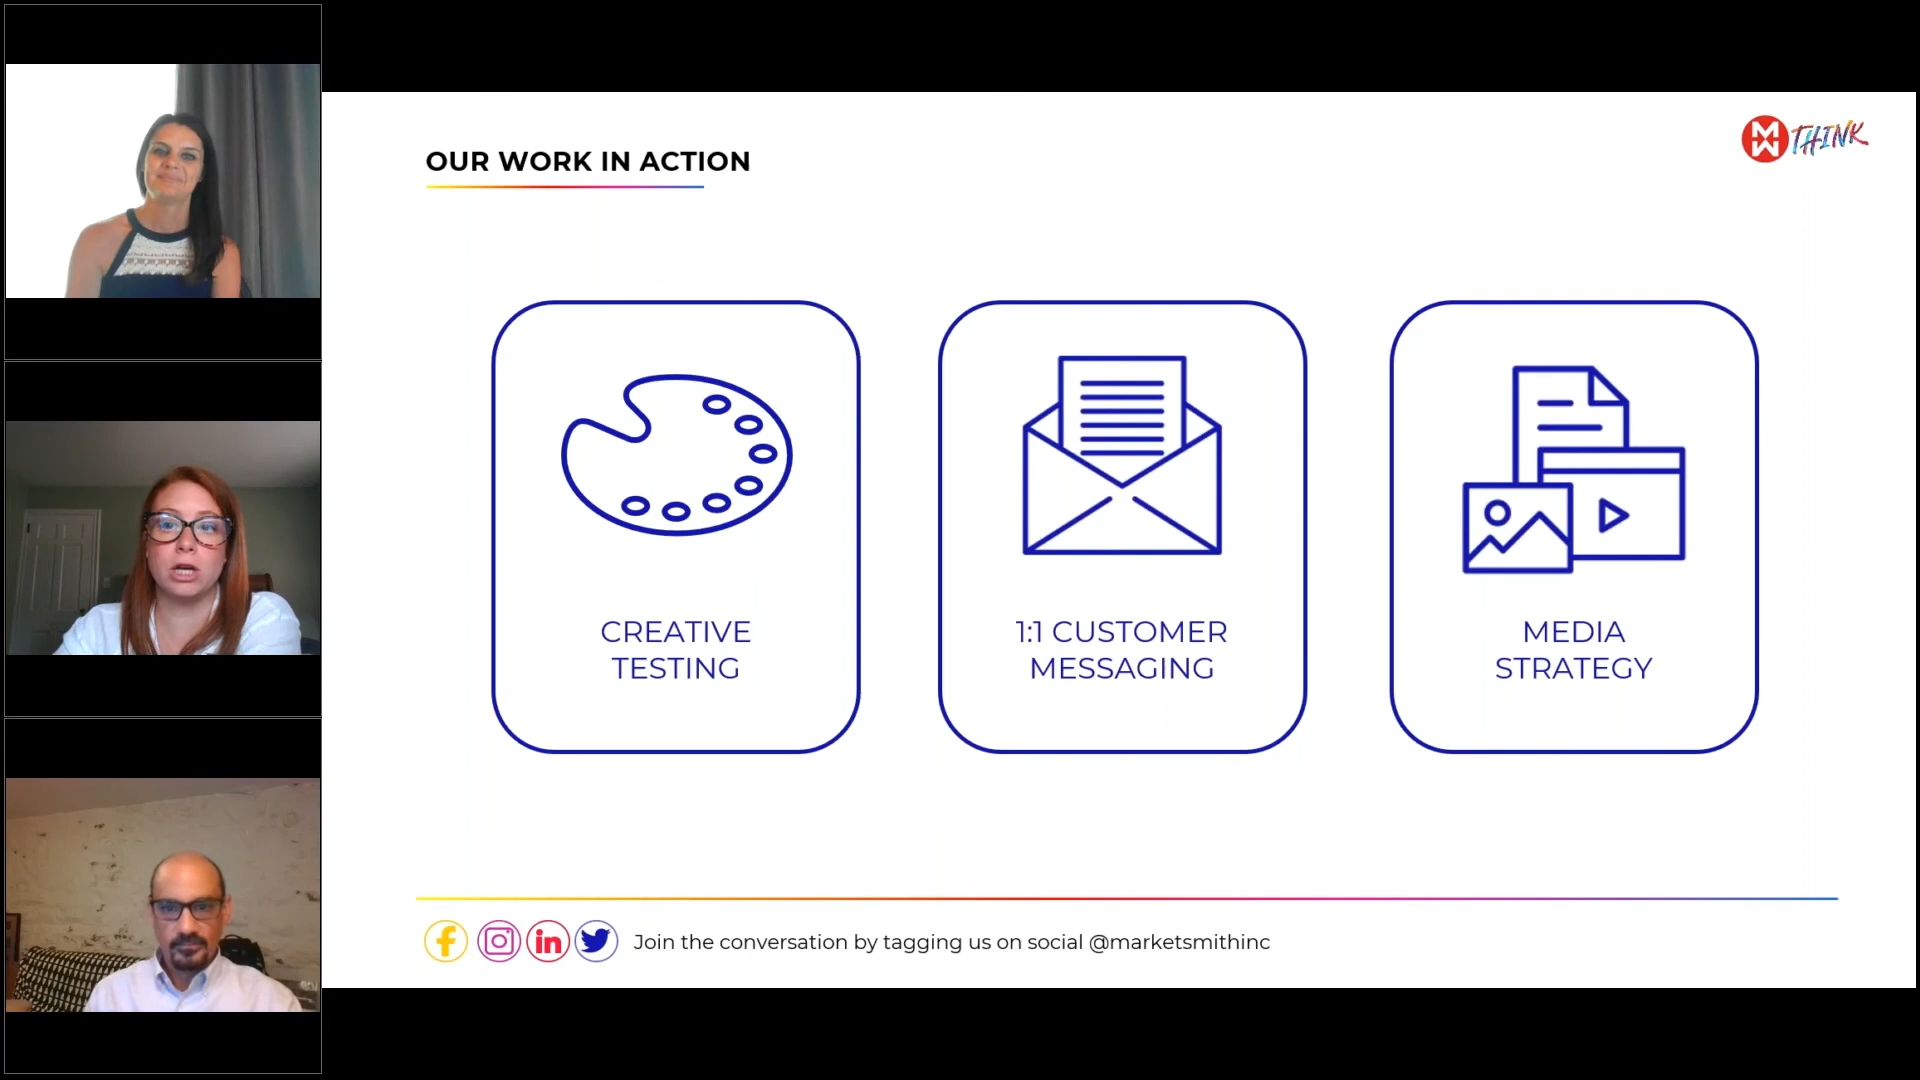 OUR WORK IN ACTION
THINK
CREATIVE
TESTING
1:1 CUSTOMER
MESSAGING
MEDIA
STRATEGY
Join the conversation by tagging us on social @marketsmithinc